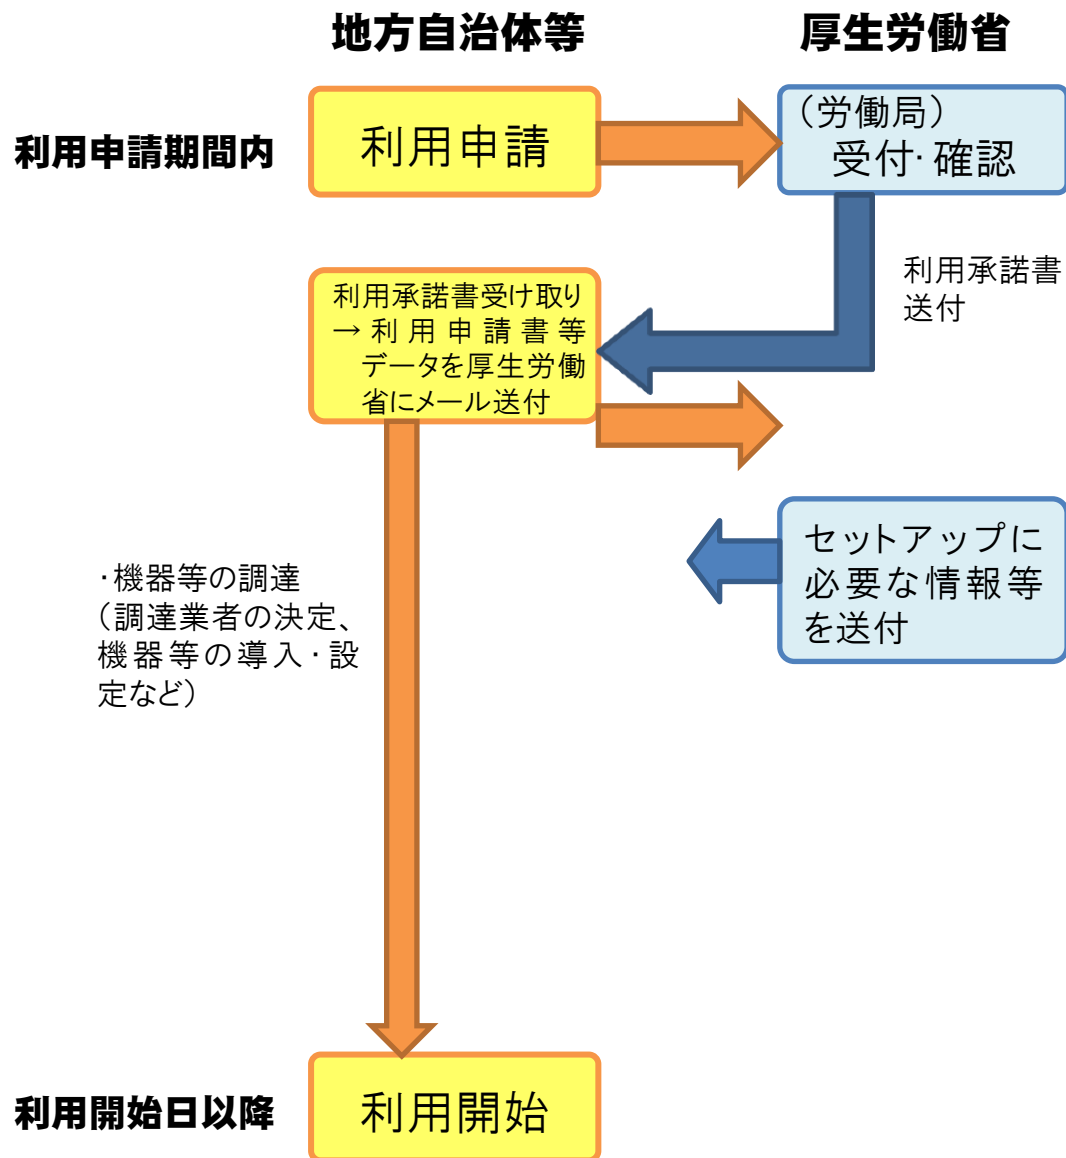 地方自治体等
厚生労働省
利用申請期間内
利用申請
（労働局）
受付・確認
利用承諾書
送付
利用承諾書受け取り
→利用申請書等
データを厚生労働
省にメール送付
セットアップに
必要な情報等
を送付
・機器等の調達
（調達業者の決定、
機器等の導入・設
定など）
利用開始日以降
利用開始